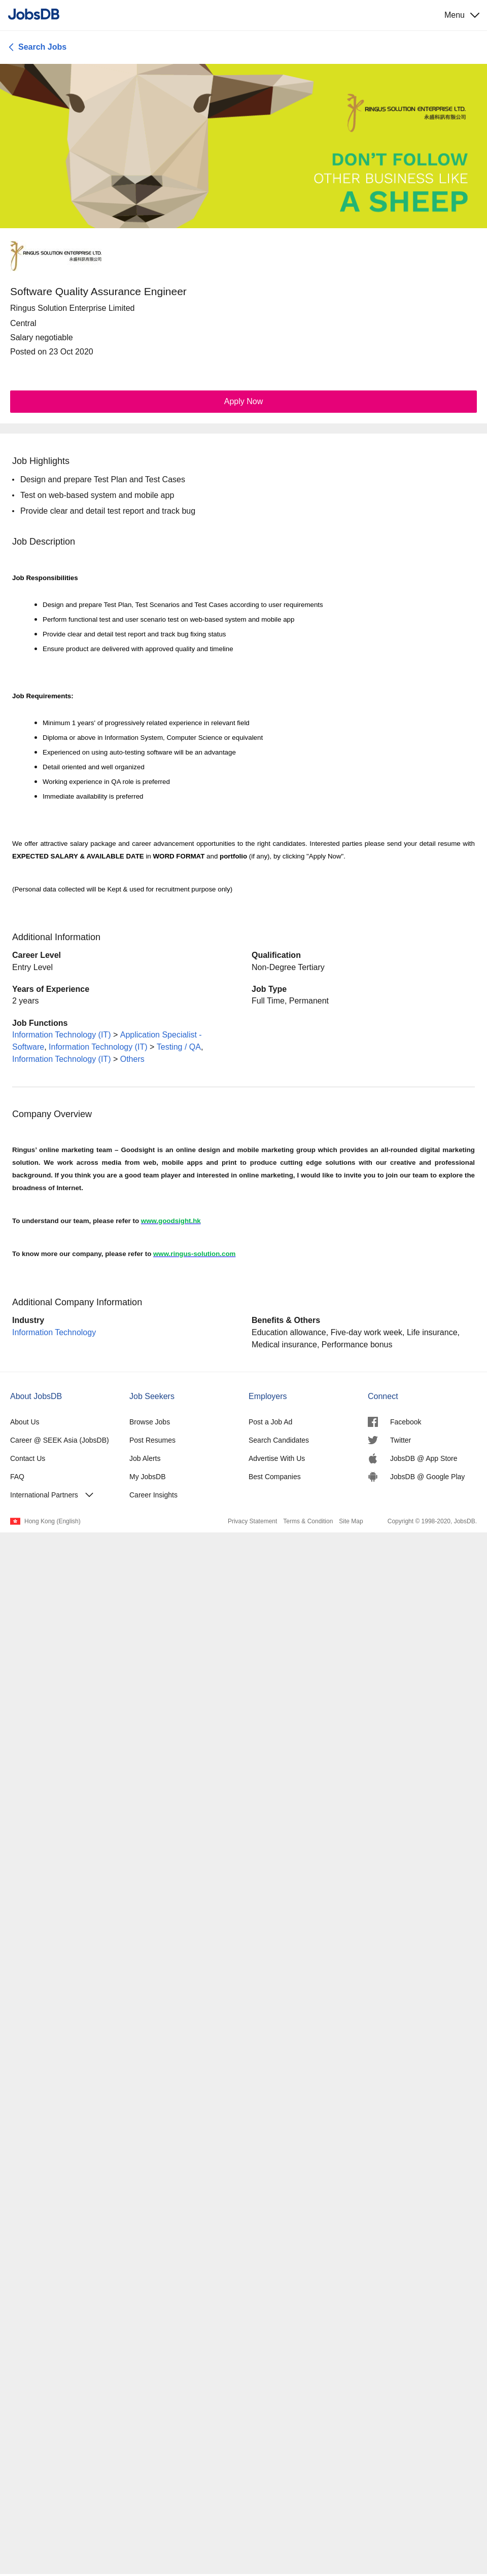 JobsDB
Menu
Search Jobs
RINGUS SOLUTION ENTERPRISE LTD.
永盛科訊有限公司
DON'T FOLLOW
OTHER BUSINESS LIKE
A SHEEP
RINGUS SOLUTION ENTERPRISE LTD.
永盛科訊有限公司
Software Quality Assurance Engineer
Ringus Solution Enterprise Limited
Central
Salary negotiable
Posted on 23 Oct 2020
Apply Now
Job Highlights
• Design and prepare Test Plan and Test Cases
• Test on web-based system and mobile app
• Provide clear and detail test report and track bug
Job Description
Job Responsibilities
• Design and prepare Test Plan, Test Scenarios and Test Cases according to user requirements
• Perform functional test and user scenario test on web-based system and mobile app
• Provide clear and detail test report and track bug fixing status
• Ensure product are delivered with approved quality and timeline
Job Requirements:
• Minimum 1 years' of progressively related experience in relevant field
• Diploma or above in Information System, Computer Science or equivalent
• Experienced on using auto-testing software will be an advantage
• Detail oriented and well organized
• Working experience in QA role is preferred
• Immediate availability is preferred
We offer attractive salary package and career advancement opportunities to the right candidates. Interested parties please send your detail resume with
EXPECTED SALARY & AVAILABLE DATE in WORD FORMAT and portfolio (if any), by clicking "Apply Now".
(Personal data collected will be Kept & used for recruitment purpose only)
Additional Information
Career Level
Entry Level
Qualification
Non-Degree Tertiary
Years of Experience
2 years
Job Type
Full Time, Permanent
Job Functions
Information Technology (IT) > Application Specialist -
Software, Information Technology (IT) > Testing / QA,
Information Technology (IT) > Others
Company Overview
Ringus' online marketing team – Goodsight is an online design and mobile marketing group which provides an all-rounded digital marketing
solution. We work across media from web, mobile apps and print to produce cutting edge solutions with our creative and professional
background. If you think you are a good team player and interested in online marketing, I would like to invite you to join our team to explore the
broadness of Internet.
To understand our team, please refer to www.goodsight.hk
To know more our company, please refer to www.ringus-solution.com
Additional Company Information
Industry
Information Technology
Benefits & Others
Education allowance, Five-day work week, Life insurance,
Medical insurance, Performance bonus
About JobsDB
About Us
Career @ SEEK Asia (JobsDB)
Contact Us
FAQ
International Partners
Job Seekers
Browse Jobs
Post Resumes
Job Alerts
My JobsDB
Career Insights
Employers
Post a Job Ad
Search Candidates
Advertise With Us
Best Companies
Connect
Facebook
Twitter
JobsDB @ App Store
JobsDB @ Google Play
Hong Kong (English)
Privacy Statement Terms & Condition Site Map
Copyright © 1998-2020, JobsDB.